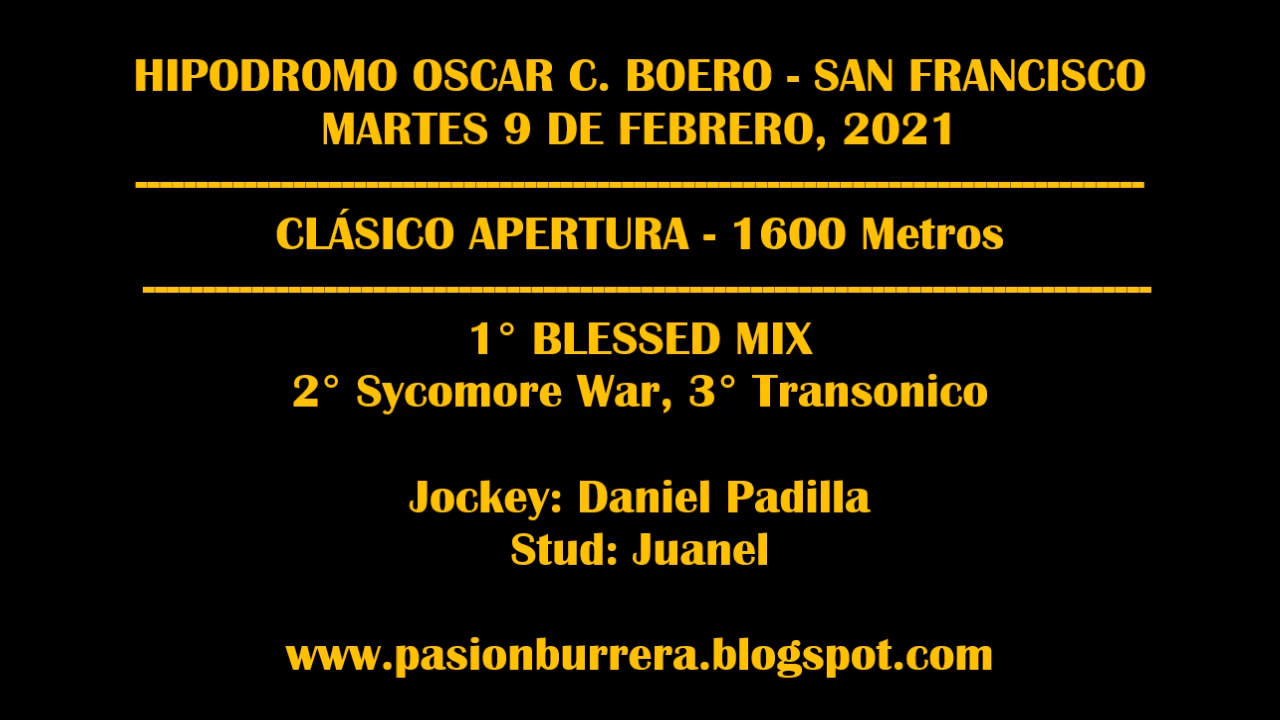 HIPODROMO OSCAR C. BOERO - SAN FRANCISCO
MARTES 9 DE FEBRERO, 2021
--------------------------------------------------------------------------------
CLÁSICO APERTURA - 1600 Metros
--------------------------------------------------------------------------------
1° BLESSED MIX
2° Sycomore War, 3° Transonico
Jockey: Daniel Padilla
Stud: Juanel
www.pasionburrera.blogspot.com